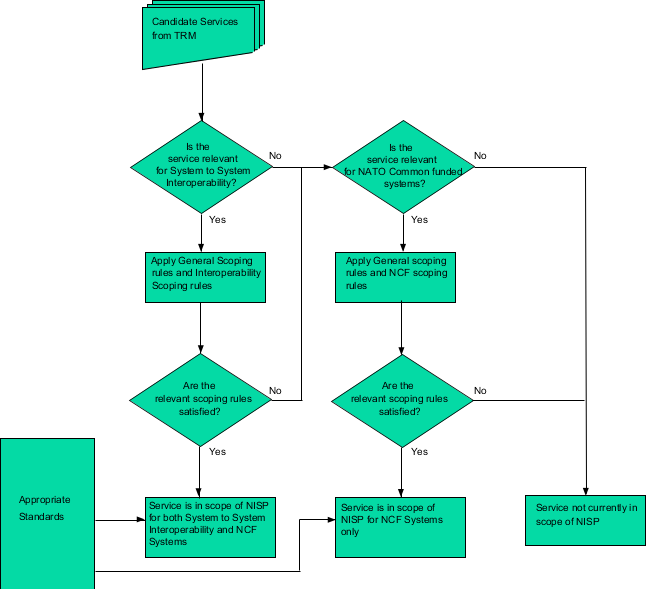 Candidate Services
from TRM
Is the
service relevant
for System to System
Interoperability?
No
Is the
service relevant
for NATO Common funded
systems?
No
Yes
Yes
Apply General Scoping
rules and Interoperability
Scoping rules
Apply General scoping
rules and NCF scoping
rules
Are the
relevant scoping rules
satisfied?
No
Are the
relevant scoping rules
satisfied?
No
Yes
Yes
Appropriate
Standards
Service is in scope of NISP
for both System to System
Interoperability and NCF
Systems
Service is in scope of
NISP for NCF Systems
only
Service not currently in
scope of NISP